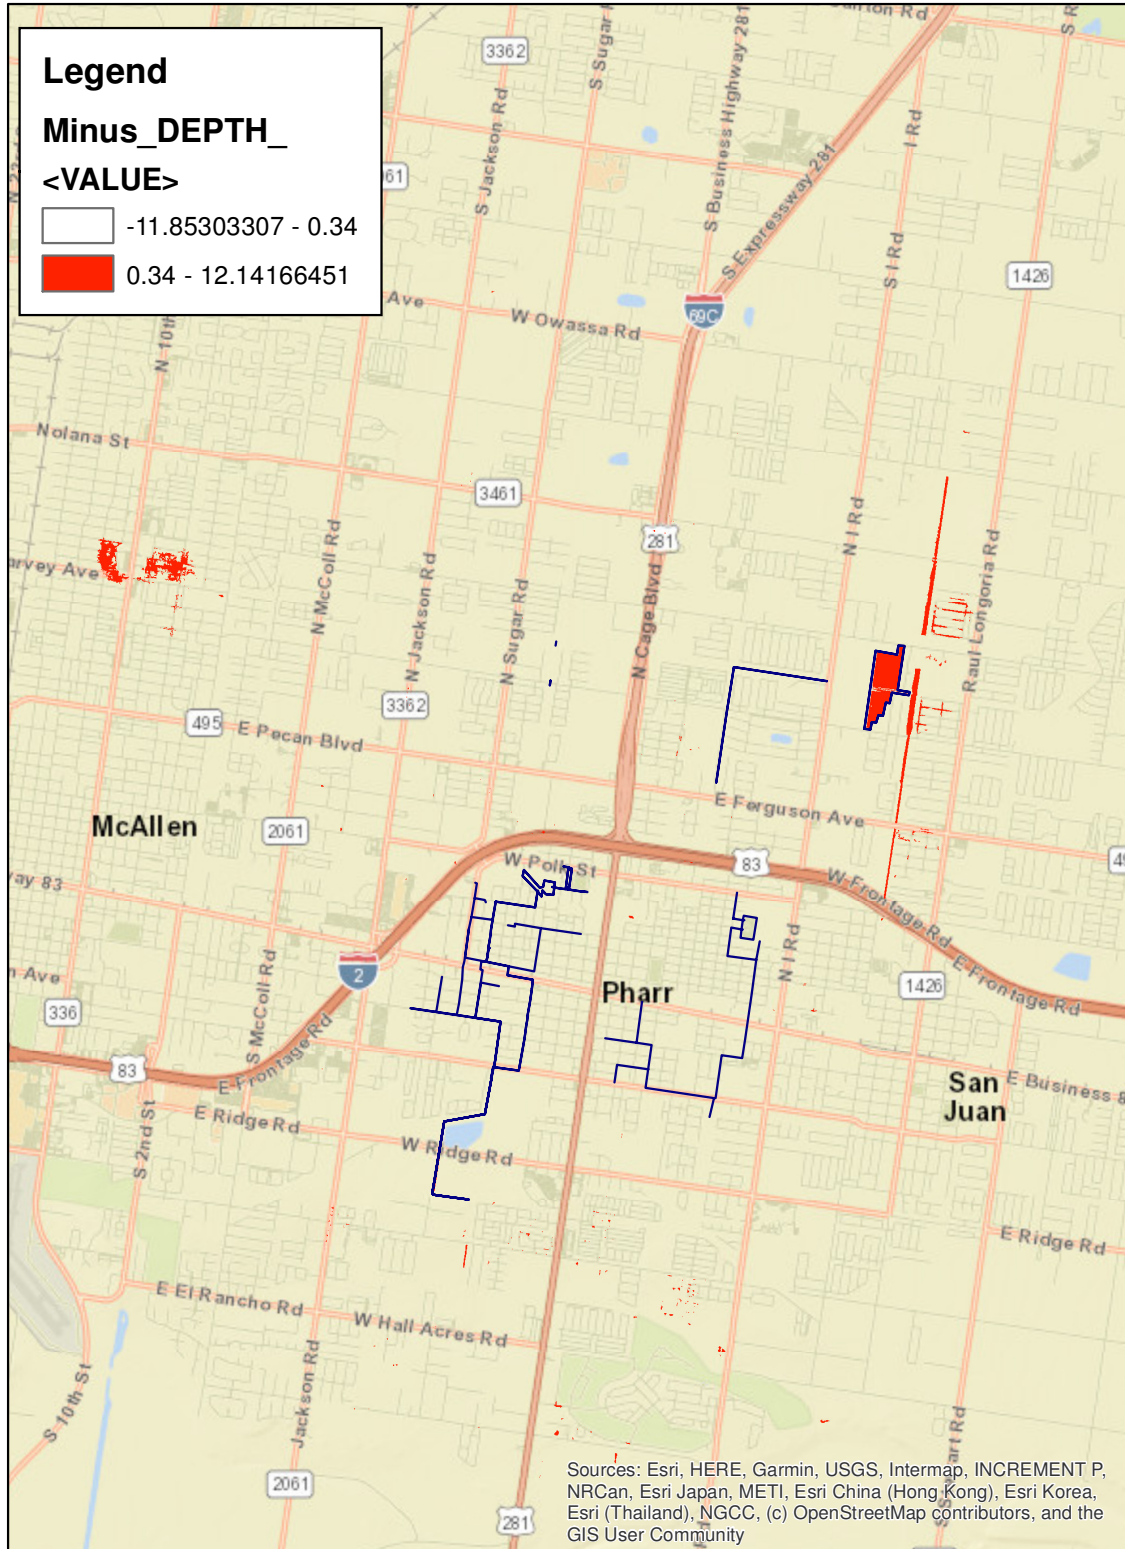 Legend
Minus_DEPTH_
<VALUE>
-11.85303307 - 0.34
0.34 - 12.14166451
3362
S Sugar
S Business Highway 281
Rd
S R
S Jackson Rd
I Rd
61
S Expressway 281
S I Rd
1426
Ave
W Owassa Rd
69C
N 10th
Nolana St
3461
281
N I Rd
Raul Longoria Rd
arvey Ave
N McColl Rd
N Jackson Rd
N Sugar Rd
N Cage Blvd
3362
495
E Pecan Blvd
E Ferguson Ave
McAllen
2061
83
W Polk St
way 83
W Frontage Rd
N I Rd
E Frontage Rd
n Ave
2
1426
336
S McColl Rd
Pharr
83
E Frontage Rd
San
Juan
E Business 8
E Ridge Rd
S 2nd St
W Ridge Rd
E Ridge Rd
E El Rancho Rd
W Hall Acres Rd
S 10th St
Jackson Rd
2061
281
Rd
Sources: Esri, HERE, Garmin, USGS, Intermap, INCREMENT P,
NRCan, Esri Japan, METI, Esri China (Hong Kong), Esri Korea,
Esri (Thailand), NGCC, (c) OpenStreetMap contributors, and the
GIS User Community